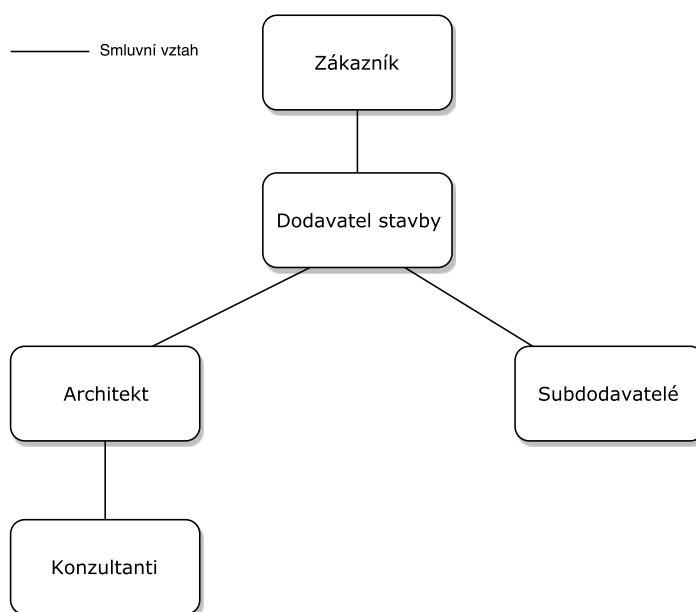 Smluvní vztah
Zákazník
Dodavatel stavby
Architekt
Subdodavatelé
Konzultanti